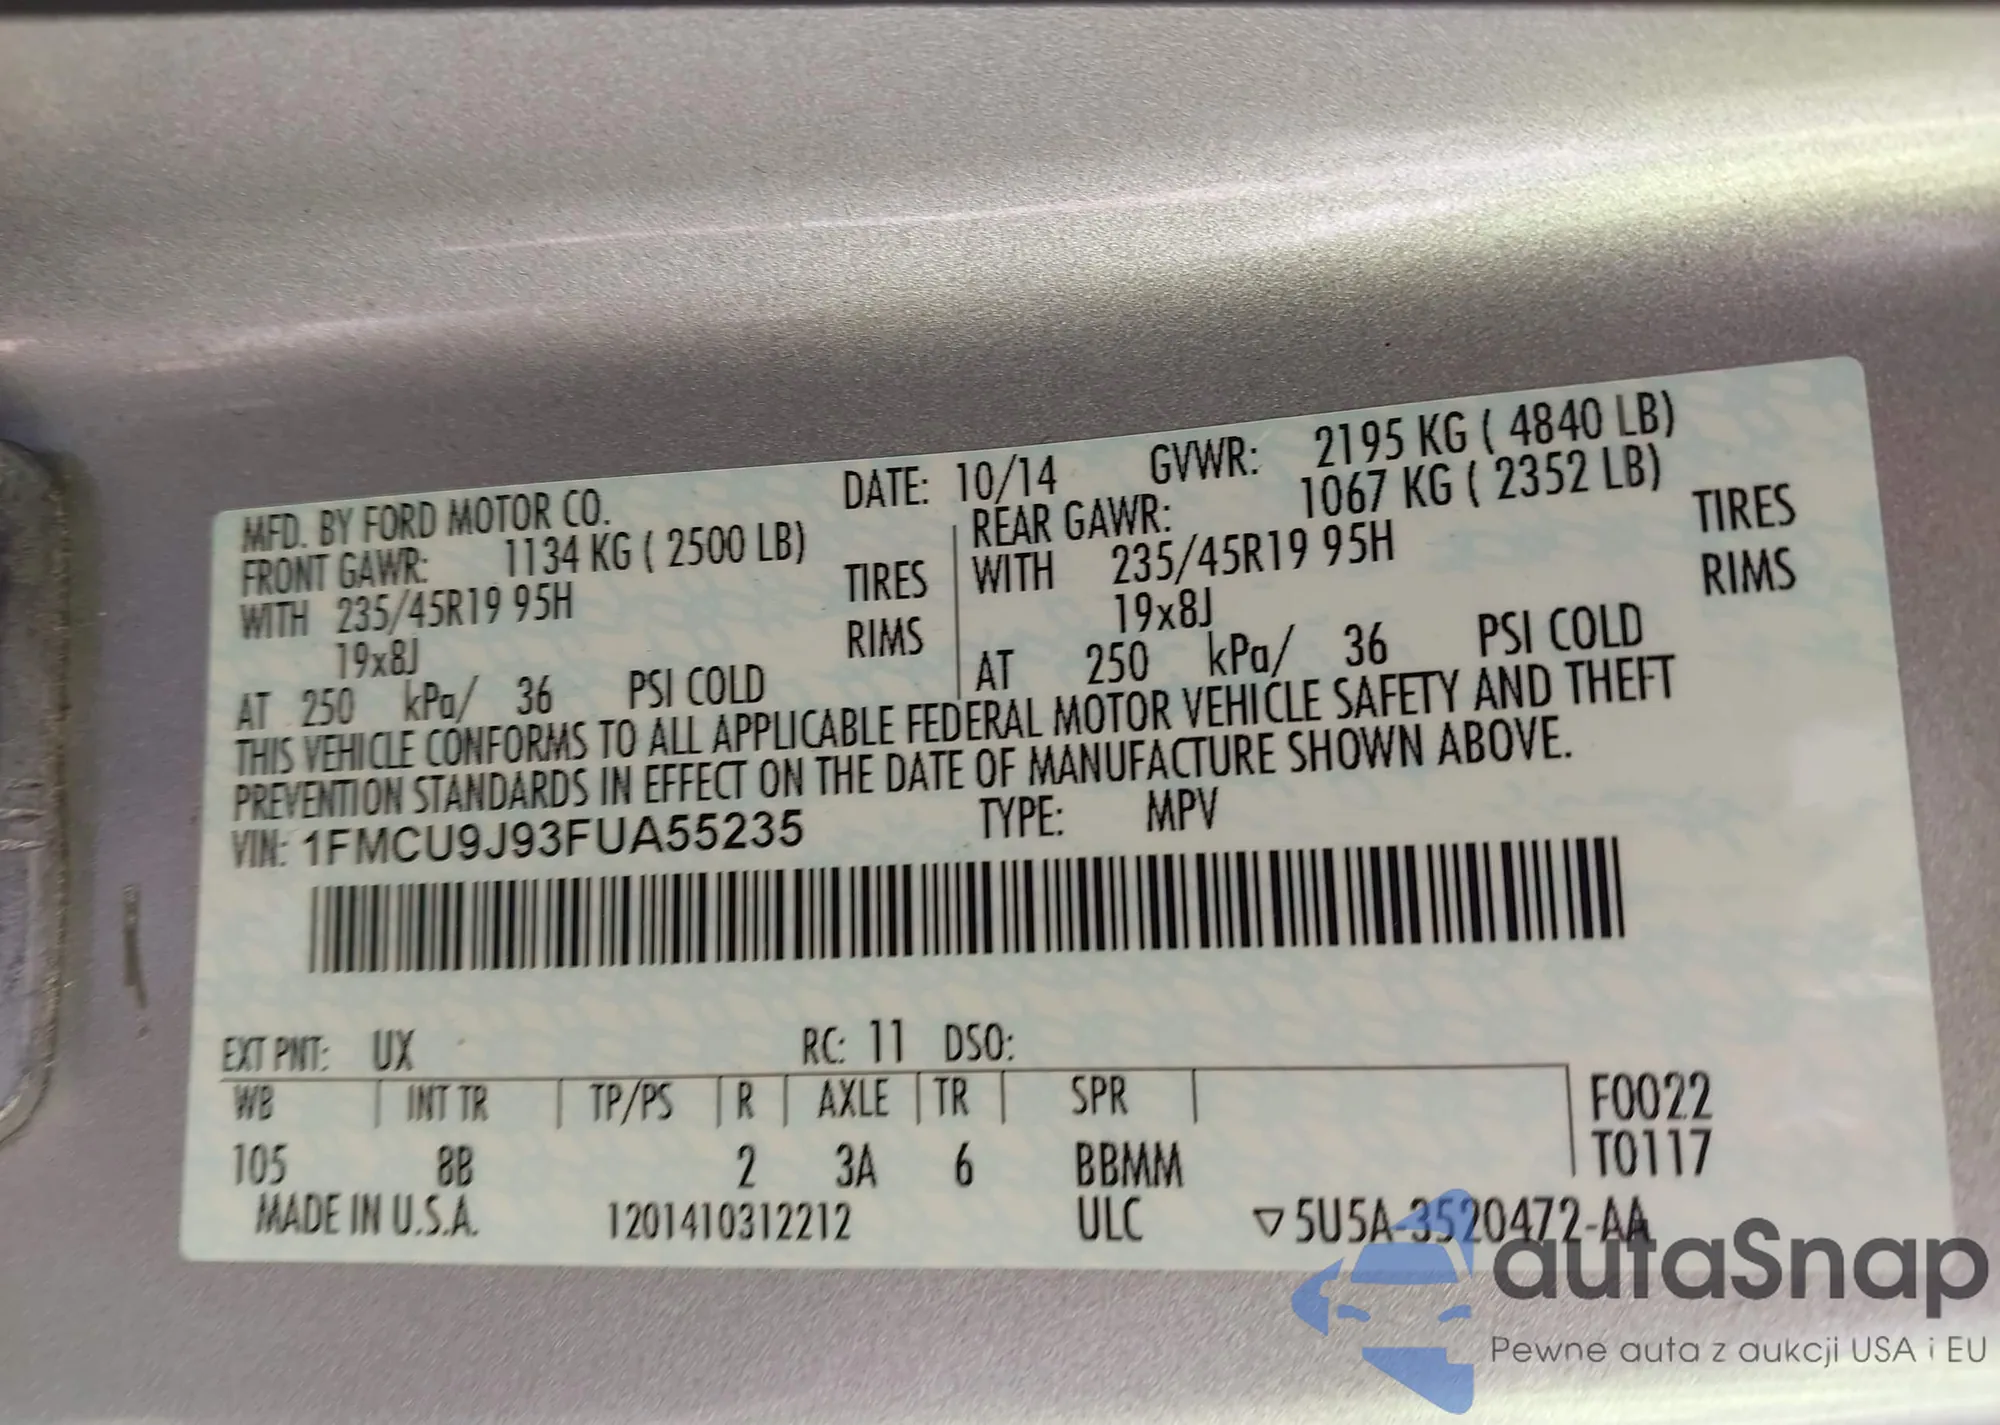 MFD. BY FORD MOTOR CO. DATE: 10/14 GVWR: 2195 KG ( 4840 LB)
FRONT GAWR: 1134 KG ( 2500 LB) REAR GAWR: 1067 KG ( 2352 LB)
WITH 235/45R19 95H TIRES WITH 235/45R19 95H TIRES
19x8J RIMS 19x8J RIMS
AT 250 kPa/ 36 PSI COLD AT 250 kPa/ 36 PSI COLD
THIS VEHICLE CONFORMS TO ALL APPLICABLE FEDERAL MOTOR VEHICLE SAFETY AND THEFT
PREVENTION STANDARDS IN EFFECT ON THE DATE OF MANUFACTURE SHOWN ABOVE.
VIN: 1FMCU9J93FUA55235 TYPE: MPV
EXT PNT: UX RC: 11 DSO:
WB INT TR TP/PS R AXLE TR SPR F0022
105 8B 2 3A 6 BBMM T0117
MADE IN U.S.A. 1201410312212 ULC ▽5U5A-3520472-AA
autaSnap
Pewne auta z aukcji USA i EU